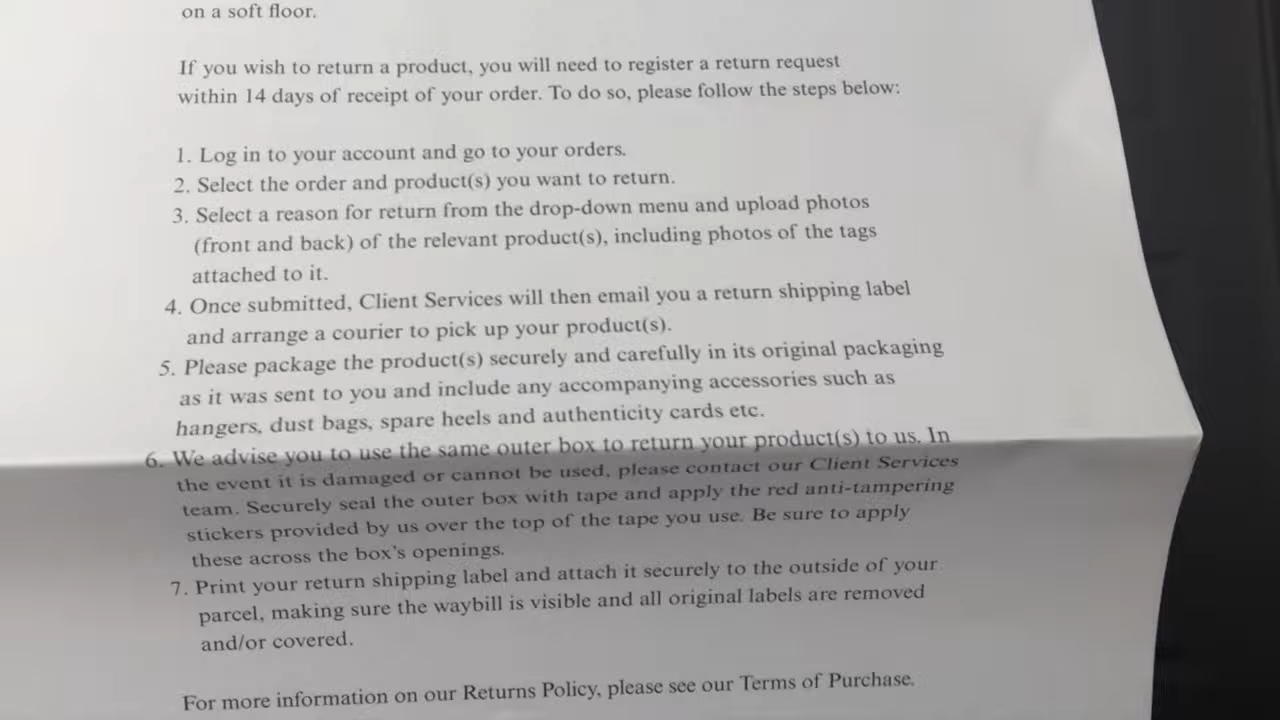 on a soft floor.
If you wish to return a product, you will need to register a return request
within 14 days of receipt of your order. To do so, please follow the steps below:
1. Log in to your account and go to your orders.
2. Select the order and product(s) you want to return.
3. Select a reason for return from the drop-down menu and upload photos
(front and back) of the relevant product(s), including photos of the tags
attached to it.
4. Once submitted, Client Services will then email you a return shipping label
and arrange a courier to pick up your product(s).
5. Please package the product(s) securely and carefully in its original packaging
as it was sent to you and include any accompanying accessories such as
hangers, dust bags, spare heels and authenticity cards etc.
6. We advise you to use the same outer box to return your product(s) to us. In
the event it is damaged or cannot be used, please contact our Client Services
team. Securely seal the outer box with tape and apply the red anti-tampering
stickers provided by us over the top of the tape you use. Be sure to apply
these across the box's openings.
7. Print your return shipping label and attach it securely to the outside of your
parcel, making sure the waybill is visible and all original labels are removed
and/or covered.
For more information on our Returns Policy, please see our Terms of Purchase.